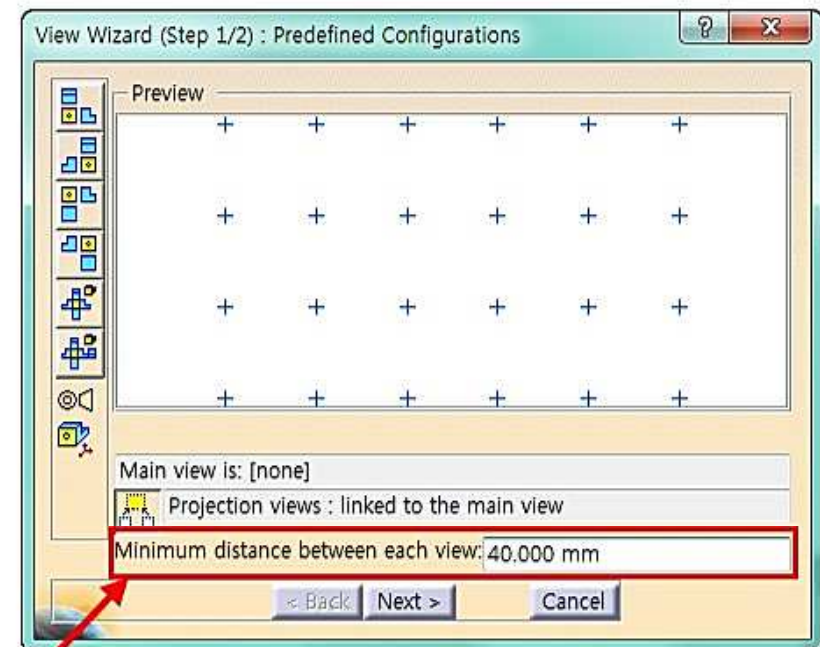 View Wizard (Step 1/2) : Predefined Configurations
Preview
Main view is: [none]
Projection views : linked to the main view
Minimum distance between each view: 40.000 mm
< Back Next > Cancel